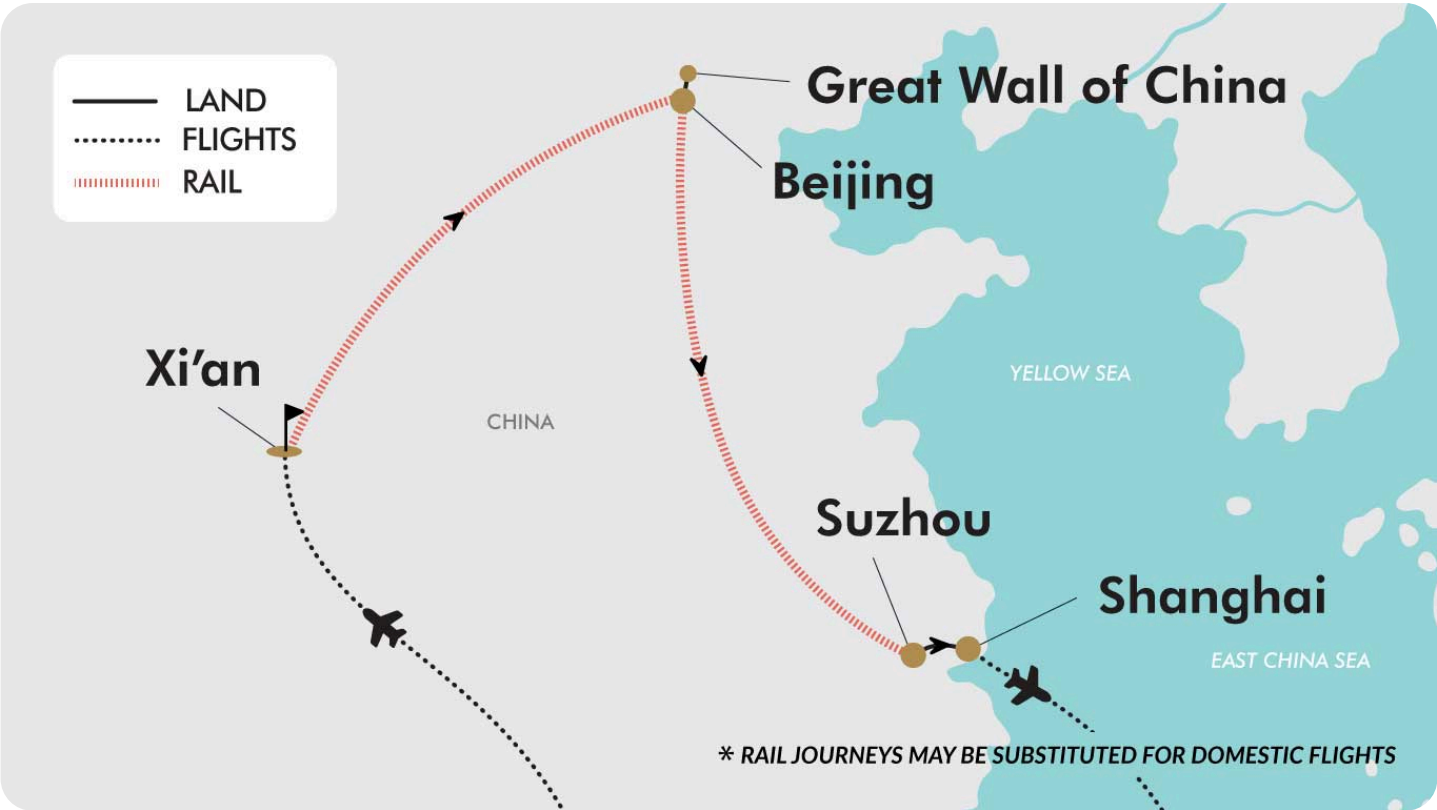 LAND
FLIGHTS
RAIL
Great Wall of China
Beijing
Xi’an
CHINA
YELLOW SEA
Suzhou
Shanghai
EAST CHINA SEA
* RAIL JOURNEYS MAY BE SUBSTITUTED FOR DOMESTIC FLIGHTS